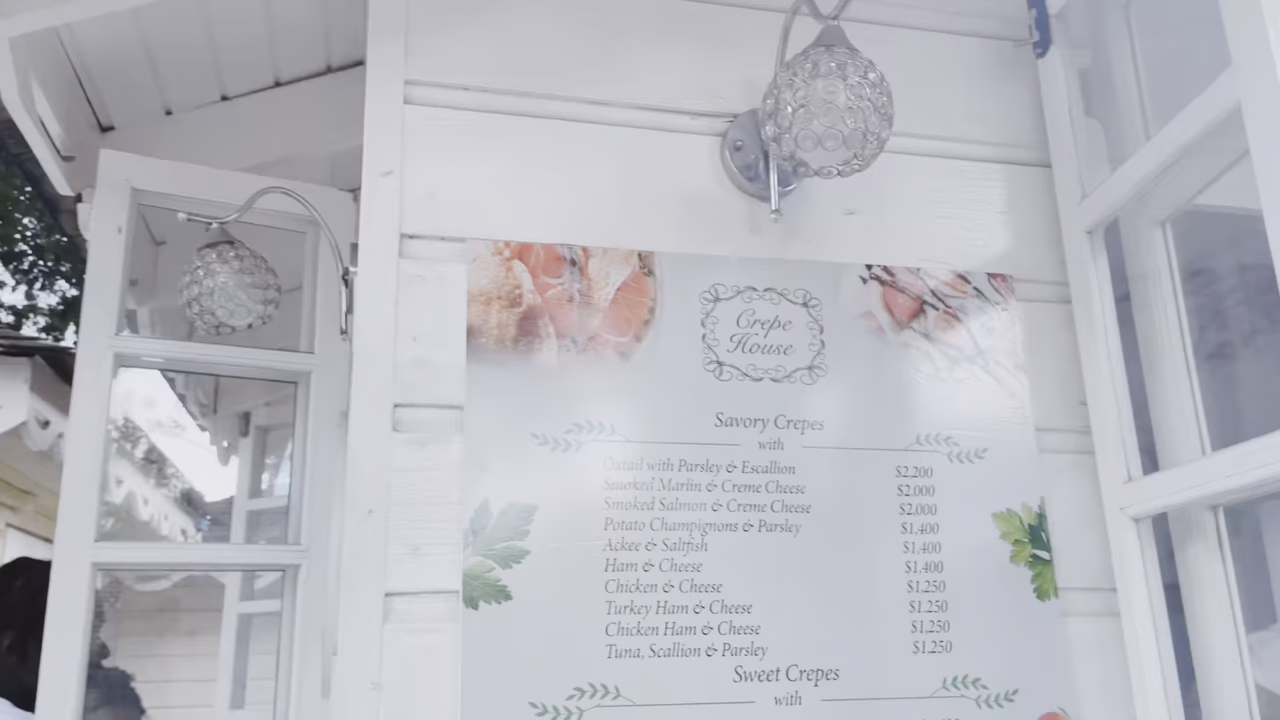 Crepe
House
Savory Crepes
with
Oxtail with Parsley & Escallion $2,200
Smoked Marlin & Creme Cheese $2,000
Smoked Salmon & Creme Cheese $2,000
Potato Champignons & Parsley $1,400
Ackee & Saltfish $1,400
Ham & Cheese $1,400
Chicken & Cheese $1,250
Turkey Ham & Cheese $1,250
Chicken Ham & Cheese $1,250
Tuna, Scallion & Parsley $1,250
Sweet Crepes
with